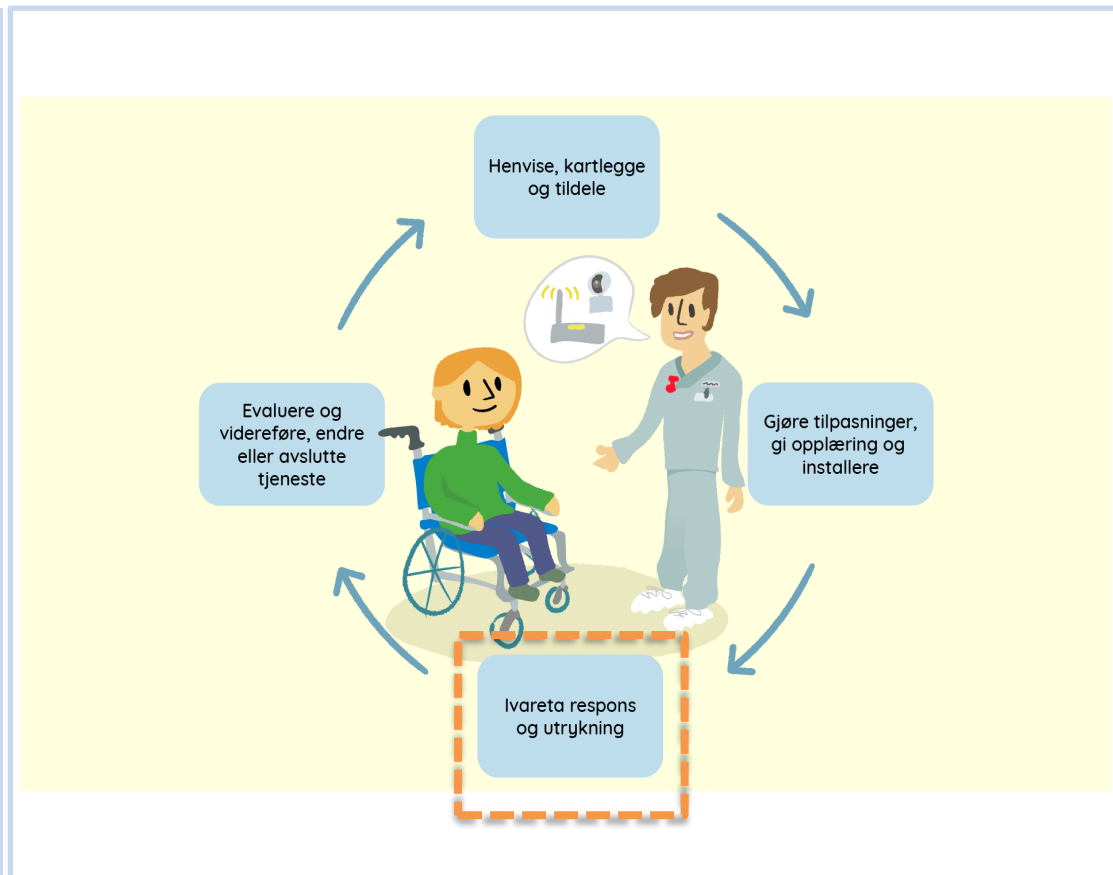 Henvise, kartlegge
og tildele
Gjøre tilpasninger,
gi opplæring og
installere
Ivareta respons
og utrykning
Evaluere og
videreføre, endre
eller avslutte
tjeneste